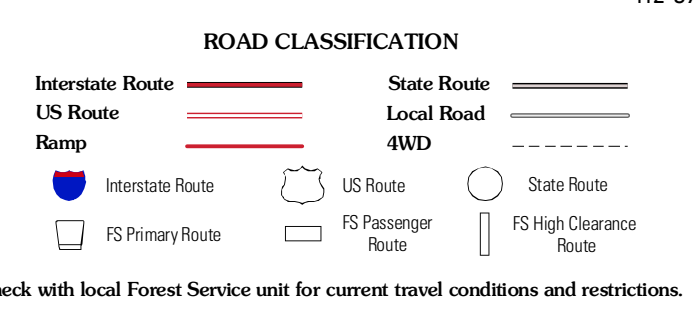 ROAD CLASSIFICATION
Interstate Route
State Route
US Route
Local Road
Ramp
4WD
Interstate Route
US Route
State Route
FS Primary Route
FS Passenger
Route
FS High Clearance
Route
with local Forest Service unit for current travel conditions and restrictions.